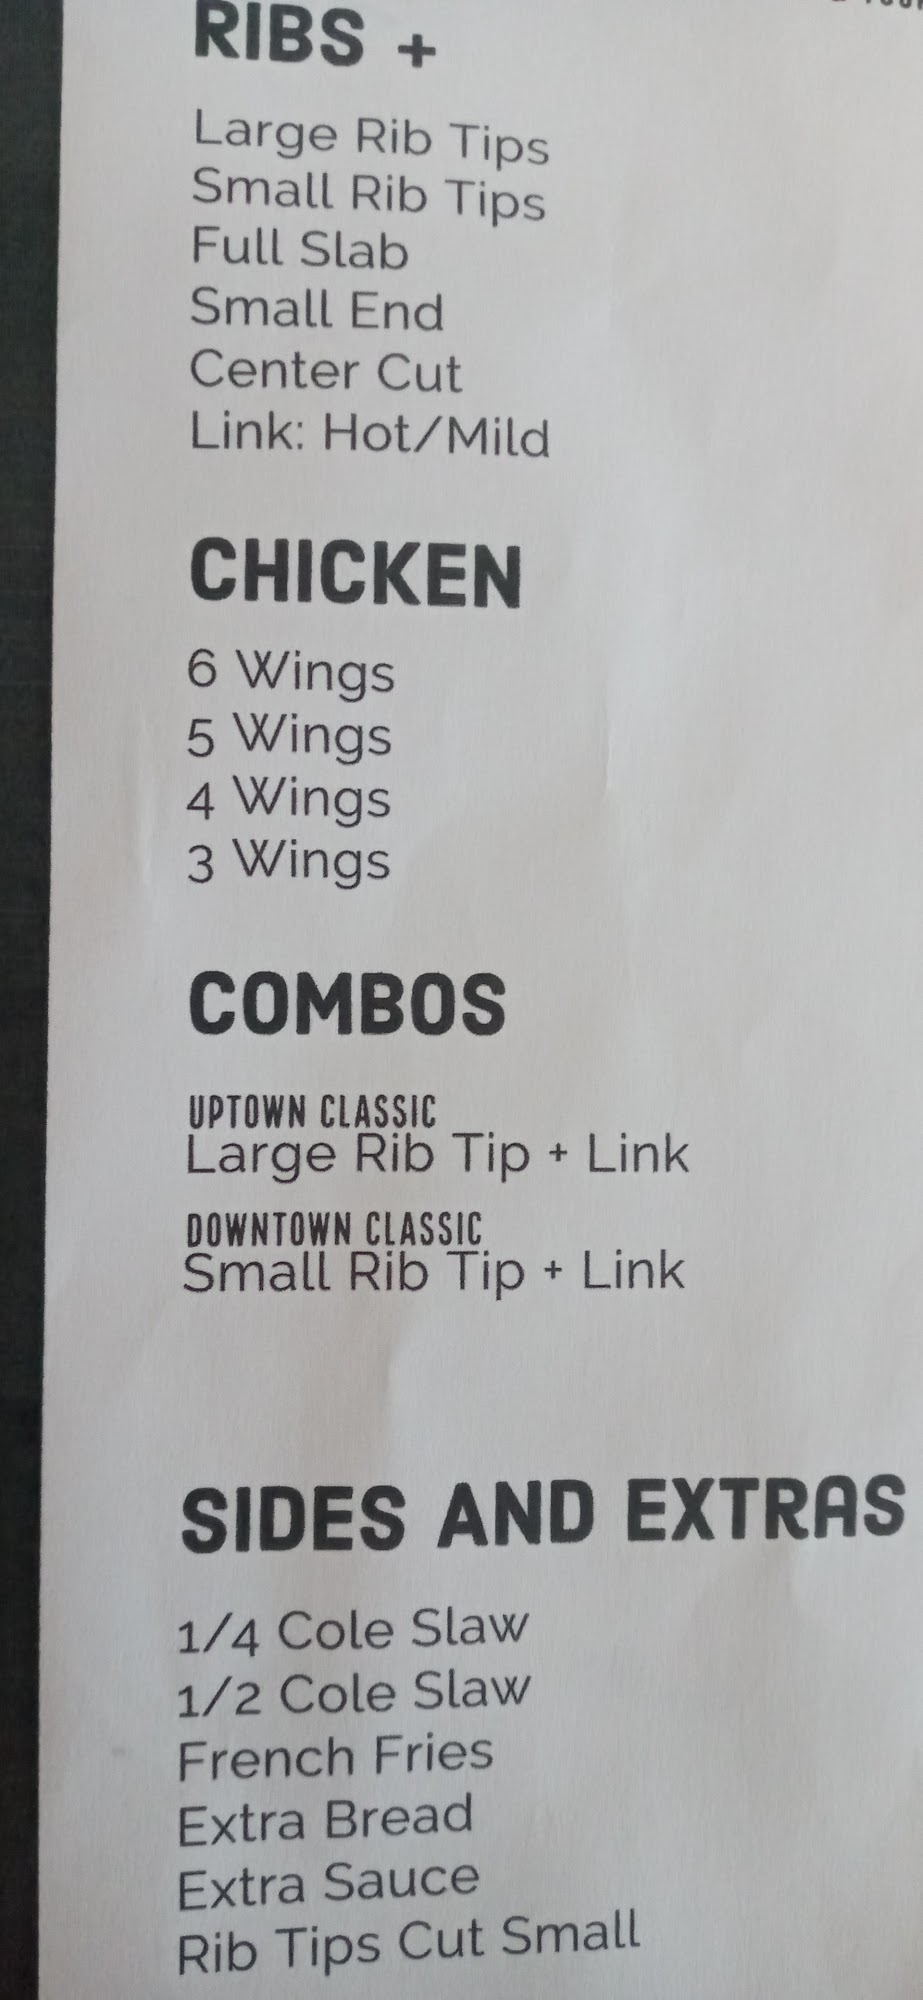 RIBS +
Large Rib Tips
Small Rib Tips
Full Slab
Small End
Center Cut
Link: Hot/Mild
CHICKEN
6 Wings
5 Wings
4 Wings
3 Wings
COMBOS
UPTOWN CLASSIC
Large Rib Tip + Link
DOWNTOWN CLASSIC
Small Rib Tip + Link
SIDES AND EXTRAS
1/4 Cole Slaw
1/2 Cole Slaw
French Fries
Extra Bread
Extra Sauce
Rib Tips Cut Small